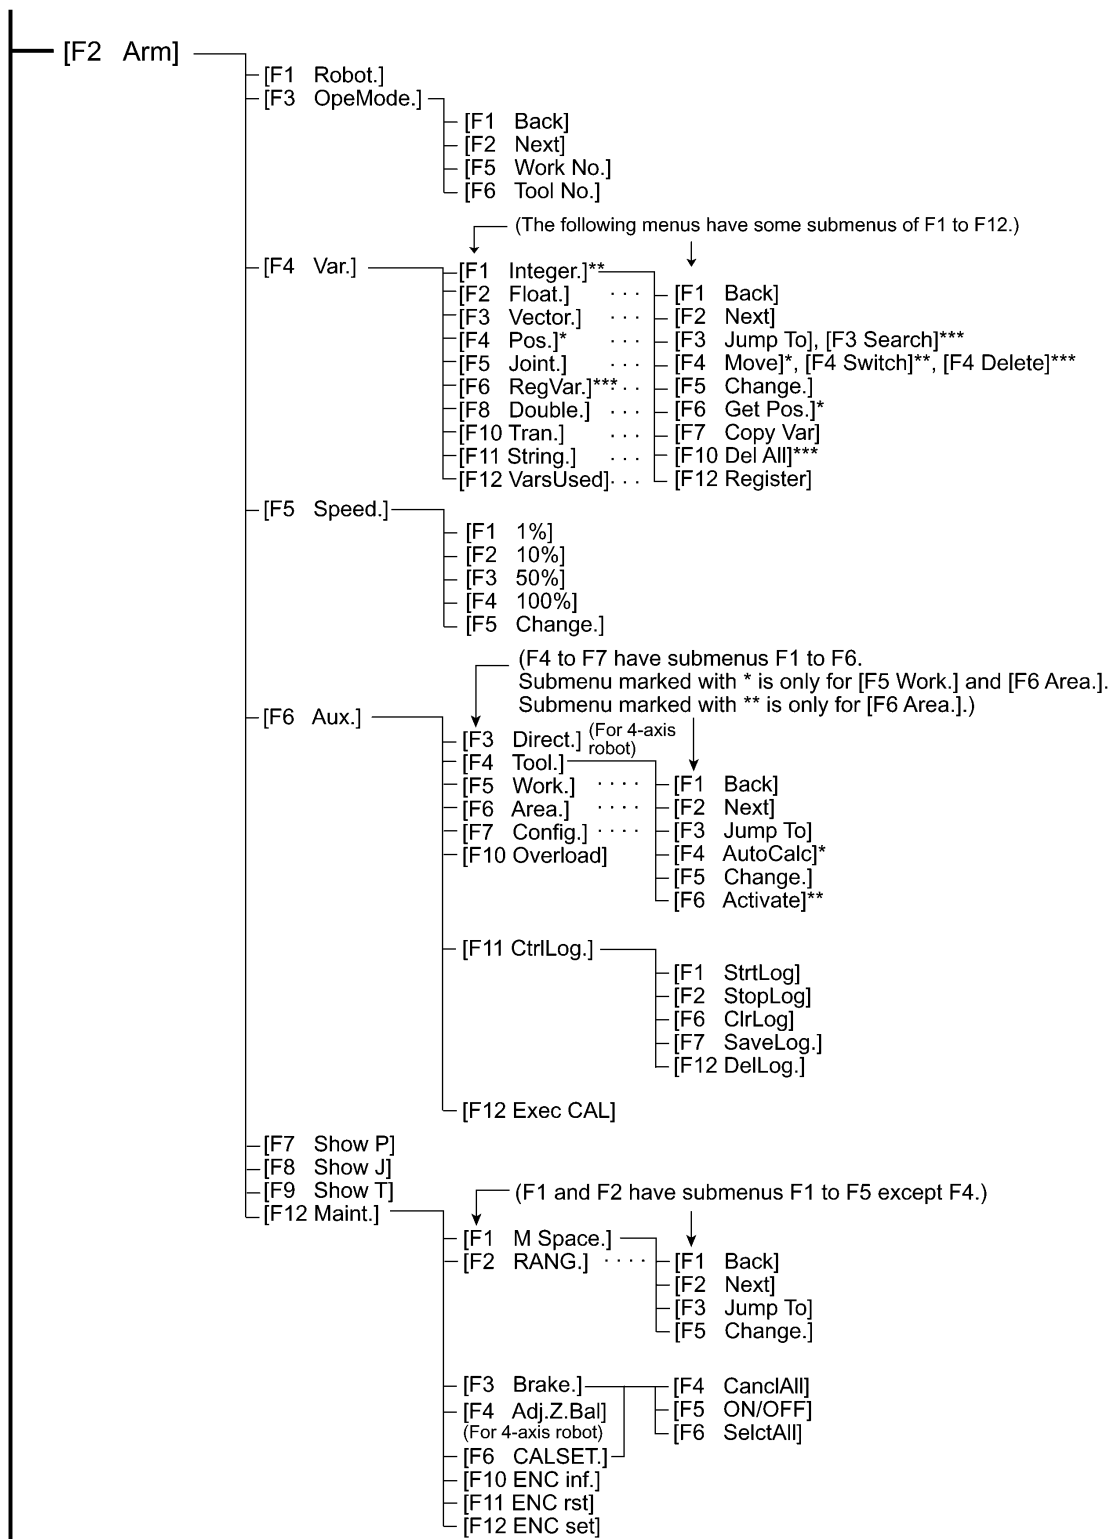 [F2 Arm]
[F1 Robot.]
[F3 OpeMode.]
[F1 Back]
[F2 Next]
[F5 Work No.]
[F6 Tool No.]
(The following menus have some submenus of F1 to F12.)
[F4 Var.]
[F1 Integer.]**
[F2 Float.] · · · [F1 Back]
[F3 Vector.] · · · [F2 Next]
[F4 Pos.]* · · · [F3 Jump To], [F3 Search]***
[F5 Joint.] · · · [F4 Move]*, [F4 Switch]**, [F4 Delete]***
[F6 RegVar.]*** · · · [F5 Change.]
[F8 Double.] · · · [F6 Get Pos.]*
[F10 Tran.] · · · [F7 Copy Var]
[F11 String.] · · · [F10 Del All]***
[F12 VarsUsed] · · · [F12 Register]
[F5 Speed.]
[F1 1%]
[F2 10%]
[F3 50%]
[F4 100%]
[F5 Change.]
(F4 to F7 have submenus F1 to F6.
Submenu marked with * is only for [F5 Work.] and [F6 Area.].
Submenu marked with ** is only for [F6 Area.].)
[F6 Aux.]
[F3 Direct.] (For 4-axis
robot)
[F4 Tool.]
[F5 Work.] · · · · [F1 Back]
[F6 Area.] · · · · [F2 Next]
[F7 Config.] · · · · [F3 Jump To]
[F10 Overload] [F4 AutoCalc]*
[F5 Change.]
[F6 Activate]**
[F11 CtrlLog.]
[F1 StrtLog]
[F2 StopLog]
[F6 ClrLog]
[F7 SaveLog.]
[F12 DelLog.]
[F12 Exec CAL]
[F7 Show P]
[F8 Show J]
[F9 Show T]
(F1 and F2 have submenus F1 to F5 except F4.)
[F12 Maint.]
[F1 M Space.]
[F2 RANG.] · · · · [F1 Back]
[F2 Next]
[F3 Jump To]
[F5 Change.]
[F3 Brake.] [F4 CanclAll]
[F4 Adj.Z.Bal] [F5 ON/OFF]
(For 4-axis robot) [F6 SelctAll]
[F6 CALSET.]
[F10 ENC inf.]
[F11 ENC rst]
[F12 ENC set]